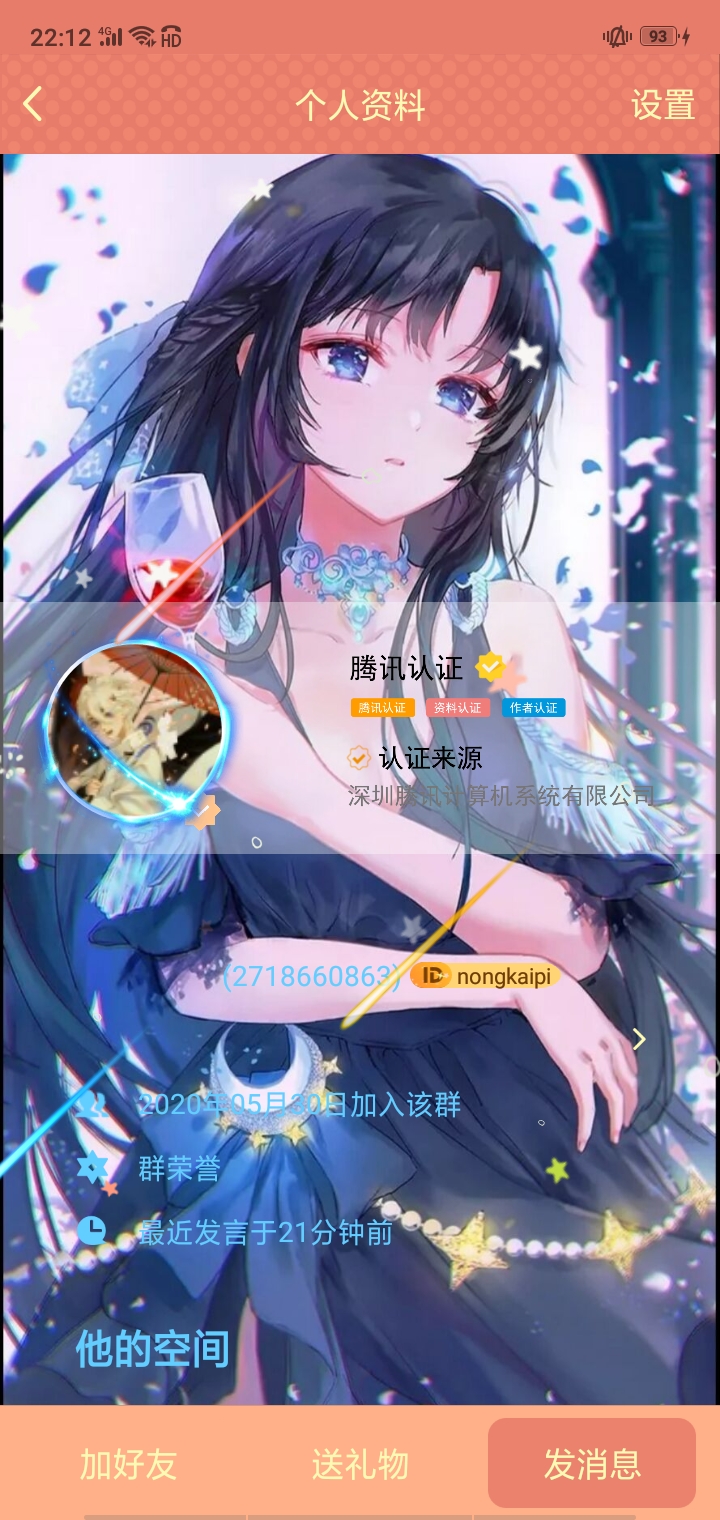 22:12 4G HD 93
个人资料 设置
腾讯认证
腾讯认证 资料认证 作者认证
认证来源
深圳腾讯计算机系统有限公司
(2718660863) ID nongkaipi
2020年05月30日加入该群
群荣誉
最近发言于21分钟前
他的空间
加好友 送礼物 发消息